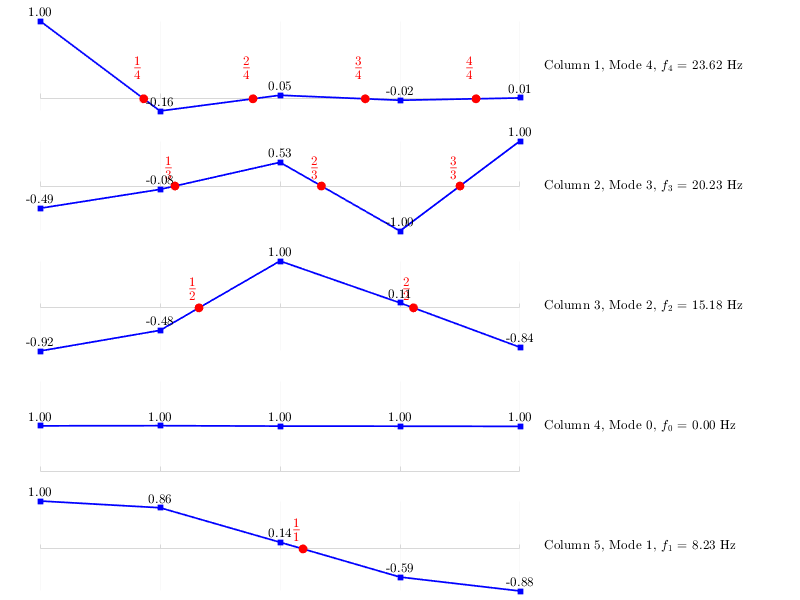 1.00
1/4 2/4 3/4 4/4
-0.16 0.05 -0.02 0.01
Column 1, Mode 4, f₄ = 23.62 Hz
1.00
1/3 2/3 3/3
-0.49 -0.08 0.53 -1.00
Column 2, Mode 3, f₃ = 20.23 Hz
1.00
1/2 2/2
-0.92 -0.48 0.11 -0.84
Column 3, Mode 2, f₂ = 15.18 Hz
1.00 1.00 1.00 1.00 1.00
Column 4, Mode 0, f₀ = 0.00 Hz
1.00 0.86
1/1
0.14 -0.59 -0.88
Column 5, Mode 1, f₁ = 8.23 Hz